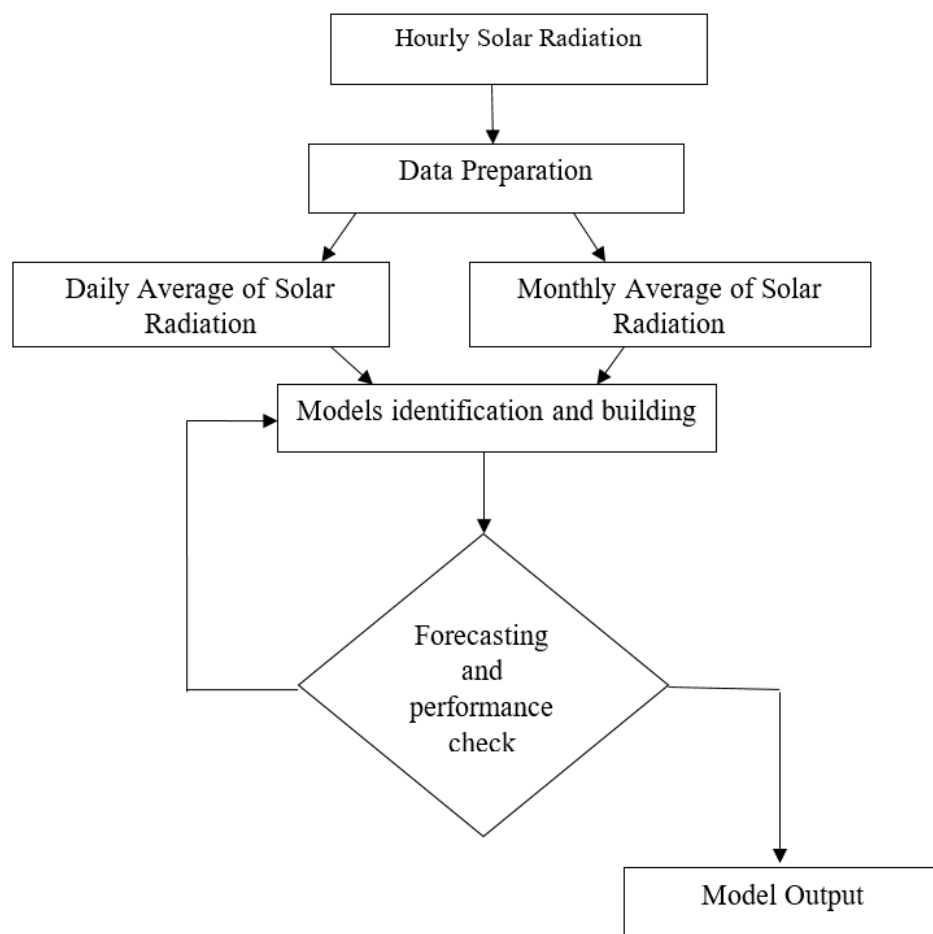 Hourly Solar Radiation
Data Preparation
Daily Average of Solar
Radiation
Monthly Average of Solar
Radiation
Models identification and building
Forecasting
and
performance
check
Model Output